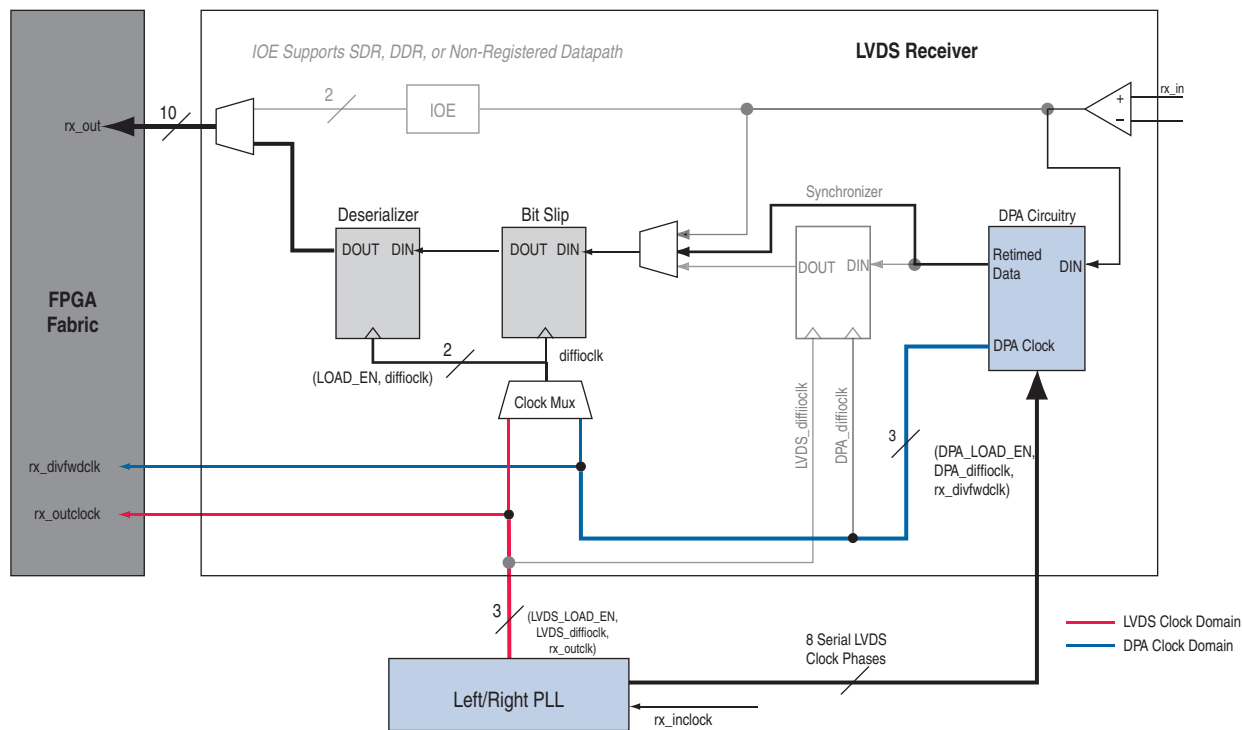 IOE Supports SDR, DDR, or Non-Registered Datapath
LVDS Receiver
2
IOE
+
−
rx_in
10
rx_out
Synchronizer
Deserializer
Bit Slip
DPA Circuitry
DOUT DIN
DOUT DIN
DOUT DIN
Retimed
Data
DIN
DPA Clock
FPGA
Fabric
2
(LOAD_EN, diffioclk)
diffioclk
Clock Mux
LVDS_diffiioclk
DPA_diffioclk
3
(DPA_LOAD_EN,
DPA_diffioclk,
rx_divfwdclk)
rx_divfwdclk
rx_outclock
3
(LVDS_LOAD_EN,
LVDS_diffioclk,
rx_outclk)
8 Serial LVDS
Clock Phases
LVDS Clock Domain
DPA Clock Domain
Left/Right PLL
rx_inclock